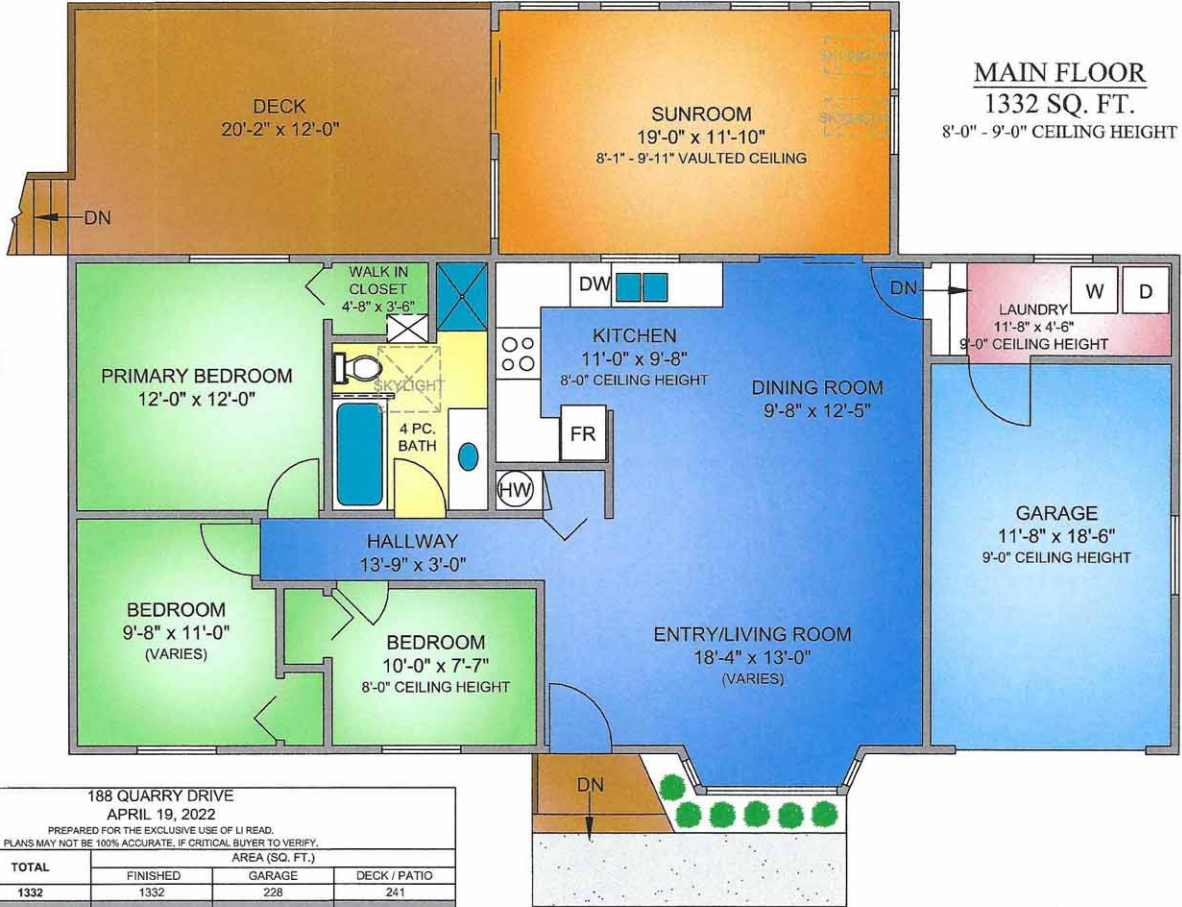 DECK
20'-2" x 12'-0"
SUNROOM
19'-0" x 11'-10"
8'-1" - 9'-11" VAULTED CEILING
SKYLIGHT
SKYLIGHT
MAIN FLOOR
1332 SQ. FT.
8'-0" - 9'-0" CEILING HEIGHT
DN
PRIMARY BEDROOM
12'-0" x 12'-0"
WALK IN
CLOSET
4'-8" x 3'-6"
SKYLIGHT
4 PC.
BATH
DW
KITCHEN
11'-0" x 9'-8"
8'-0" CEILING HEIGHT
FR
HW
DINING ROOM
9'-8" x 12'-5"
DN
LAUNDRY
11'-8" x 4'-6"
9'-0" CEILING HEIGHT
W
D
GARAGE
11'-8" x 18'-6"
9'-0" CEILING HEIGHT
HALLWAY
13'-9" x 3'-0"
BEDROOM
9'-8" x 11'-0"
(VARIES)
BEDROOM
10'-0" x 7'-7"
8'-0" CEILING HEIGHT
ENTRY/LIVING ROOM
18'-4" x 13'-0"
(VARIES)
DN
188 QUARRY DRIVE
APRIL 19, 2022
PREPARED FOR THE EXCLUSIVE USE OF LI READ.
PLANS MAY NOT BE 100% ACCURATE, IF CRITICAL BUYER TO VERIFY.
TOTAL
AREA (SQ. FT.)
FINISHED GARAGE DECK / PATIO
1332 1332 228 241